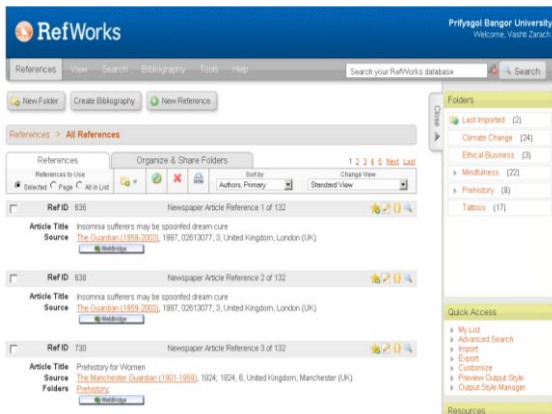 RefWorks
Prifysgol Bangor University
Welcome, Vashti Zarach
References View Search Bibliography Tools Help
Search your RefWorks database
Search
New Folder
Create Bibliography
New Reference
Close
References > All References
References
Organize & Share Folders
1 2 3 4 5 Next Last
References to Use
Selected Page All in List
Sort by
Authors, Primary
Change View
Standard View
Ref ID 636
Newspaper Article Reference 1 of 132
Article Title Insomnia sufferers may be spoonfed dream cure
Source The Guardian (1959-2003), 1997, 02613077, 3, United Kingdom, London (UK)
WebBridge
Ref ID 638
Newspaper Article Reference 2 of 132
Article Title Insomnia sufferers may be spoonfed dream cure
Source The Guardian (1959-2003), 1997, 02613077, 3, United Kingdom, London (UK)
WebBridge
Ref ID 730
Newspaper Article Reference 3 of 132
Article Title Prehistory for Women
Source The Manchester Guardian (1901-1959), 1924, 1924, 6, United Kingdom, Manchester (UK)
Folders Prehistory,
WebBridge
Folders
Last Imported (2)
Climate Change (24)
Ethical Business (3)
Mindfulness (22)
Prehistory (9)
Tattoos (17)
Quick Access
My List
Advanced Search
Import
Export
Customize
Preview Output Style
Output Style Manager
Resources